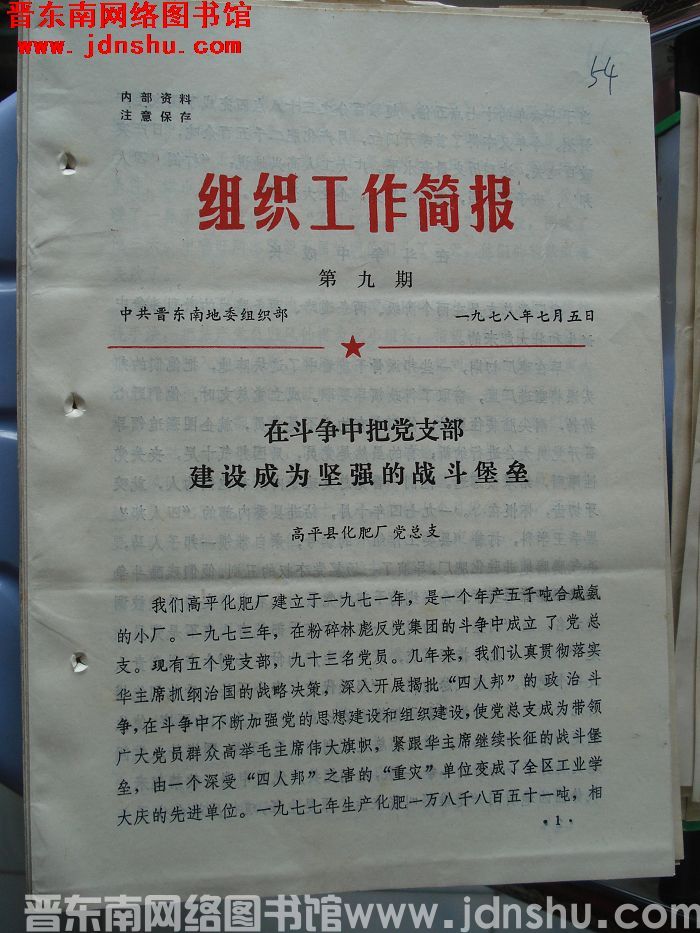 晋东南网络图书馆
www.jdnshu.com
54
内部资料
注意保存
组织工作简报
第九期
中共晋东南地委组织部 一九七八年七月五日
在斗争中把党支部
建设成为坚强的战斗堡垒
高平县化肥厂党总支
我们高平化肥厂建立于一九七一年，是一个年产五千吨合成氨
的小厂。一九七三年，在粉碎林彪反党集团的斗争中成立了党总
支。现有五个党支部，九十三名党员。几年来，我们认真贯彻落实
华主席抓纲治国的战略决策，深入开展揭批“四人邦”的政治斗
争，在斗争中不断加强党的思想建设和组织建设，使党总支成为带领
广大党员群众高举毛主席伟大旗帜，紧跟华主席继续长征的战斗堡
垒，由一个深受“四人邦”之害的“重灾”单位变成了全区工业学
大庆的先进单位。一九七七年生产化肥一万八千八百五十一吨，相
·1·
晋东南网络图书馆www.jdnshu.com